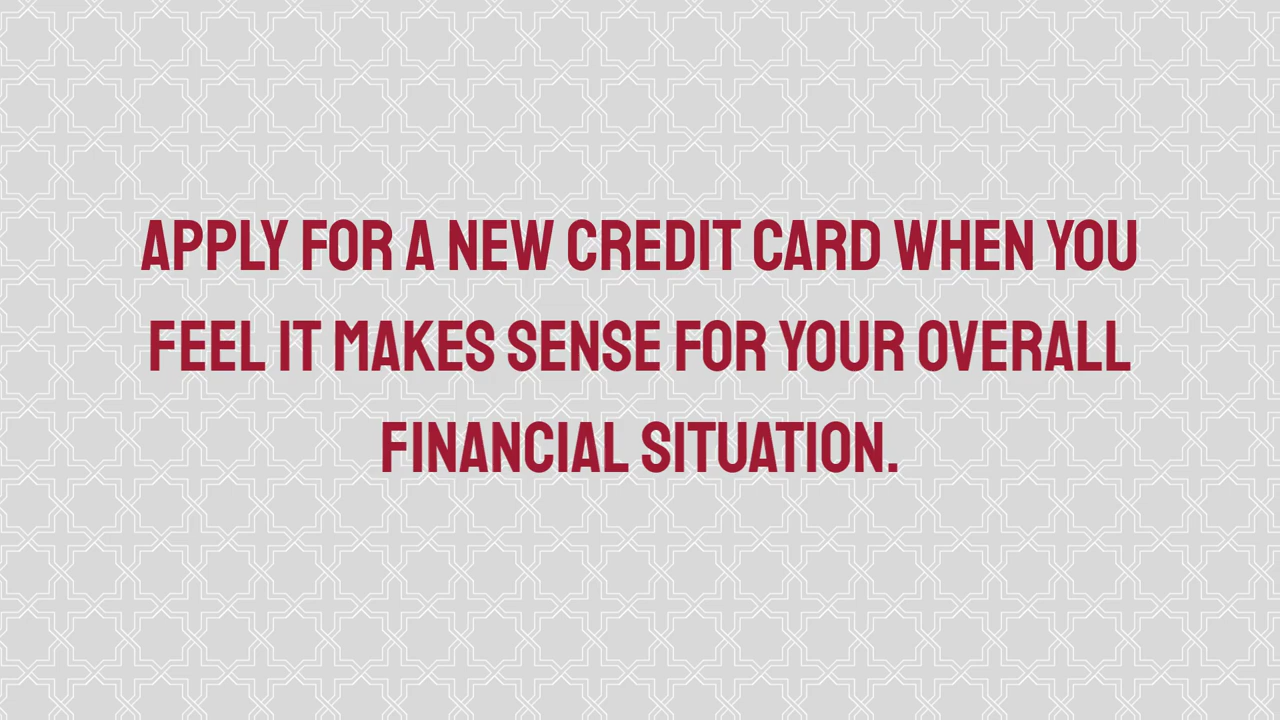 APPLY FOR A NEW CREDIT CARD WHEN YOU
FEEL IT MAKES SENSE FOR YOUR OVERALL
FINANCIAL SITUATION.